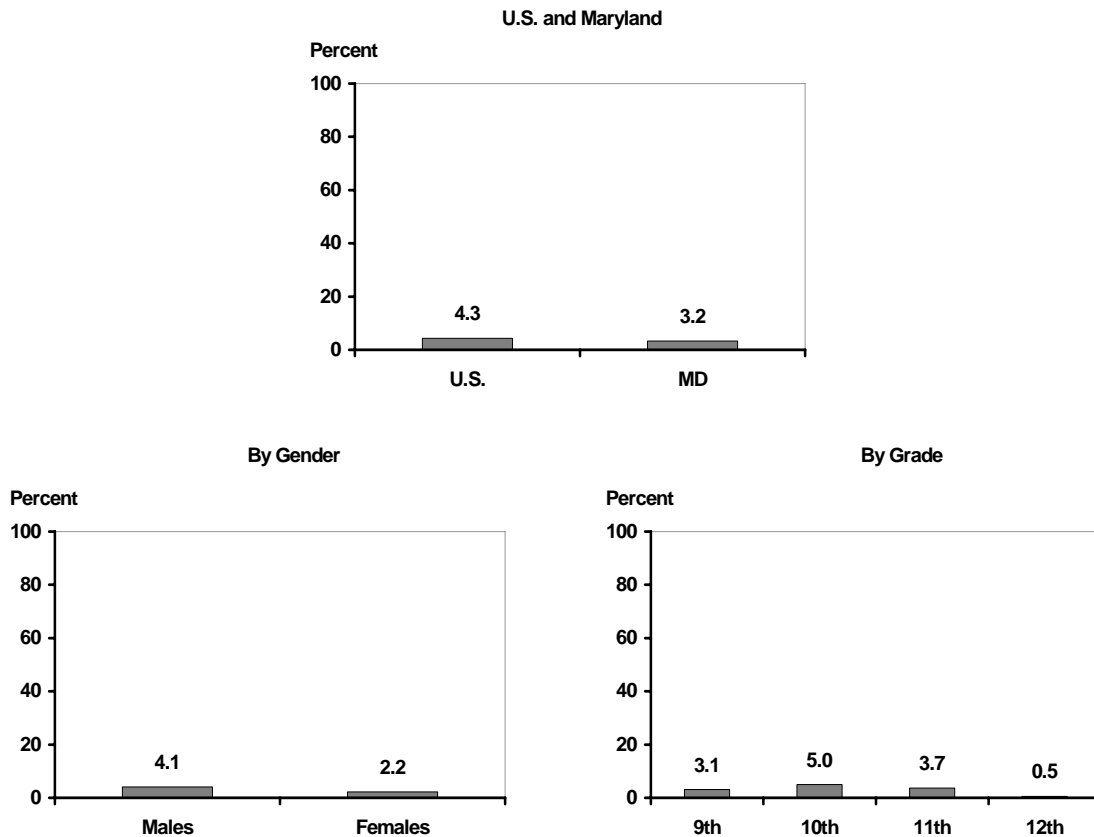 U.S. and Maryland
Percent
100
80
60
40
20
0
4.3
3.2
U.S.
MD
By Gender
Percent
100
80
60
40
20
0
4.1
2.2
Males
Females
By Grade
Percent
100
80
60
40
20
0
3.1
5.0
3.7
0.5
9th
10th
11th
12th